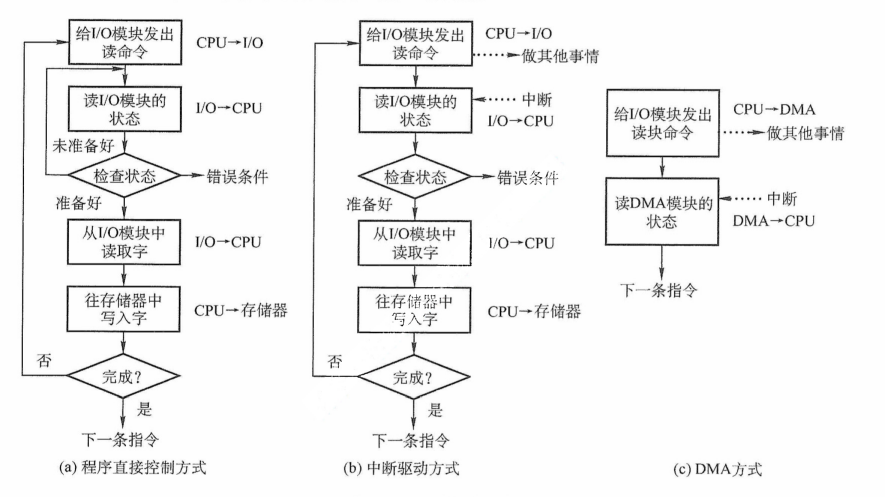 给I/O模块发出
读命令
CPU→I/O
读I/O模块的
状态
I/O→CPU
未准备好
检查状态
错误条件
准备好
从I/O模块中
读取字
I/O→CPU
往存储器中
写入字
CPU→存储器
否
完成?
是
下一条指令
(a) 程序直接控制方式
给I/O模块发出
读命令
CPU→I/O
做其他事情
读I/O模块的
状态
中断
I/O→CPU
检查状态
错误条件
准备好
从I/O模块中
读取字
I/O→CPU
往存储器中
写入字
CPU→存储器
否
完成?
是
下一条指令
(b) 中断驱动方式
给I/O模块发出
读块命令
CPU→DMA
做其他事情
读DMA模块的
状态
中断
DMA→CPU
下一条指令
(c) DMA方式